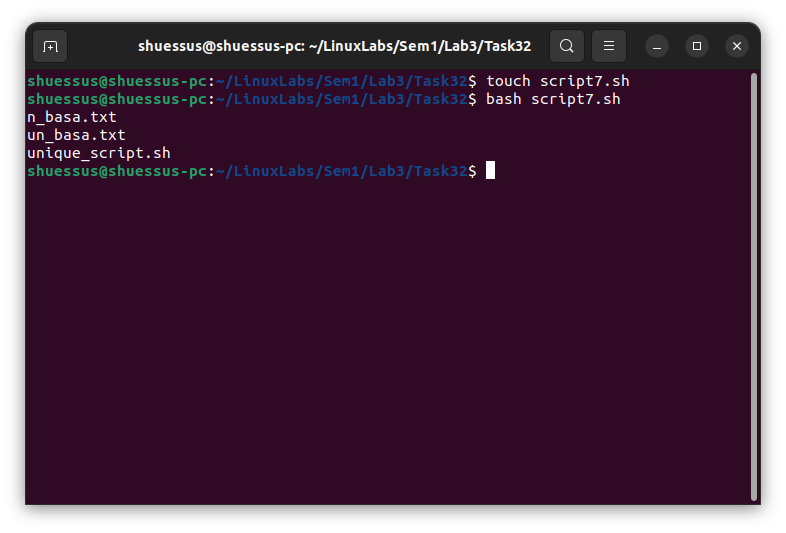 shuessus@shuessus-pc: ~/LinuxLabs/Sem1/Lab3/Task32
shuessus@shuessus-pc:~/LinuxLabs/Sem1/Lab3/Task32$ touch script7.sh
shuessus@shuessus-pc:~/LinuxLabs/Sem1/Lab3/Task32$ bash script7.sh
n_basa.txt
un_basa.txt
unique_script.sh
shuessus@shuessus-pc:~/LinuxLabs/Sem1/Lab3/Task32$